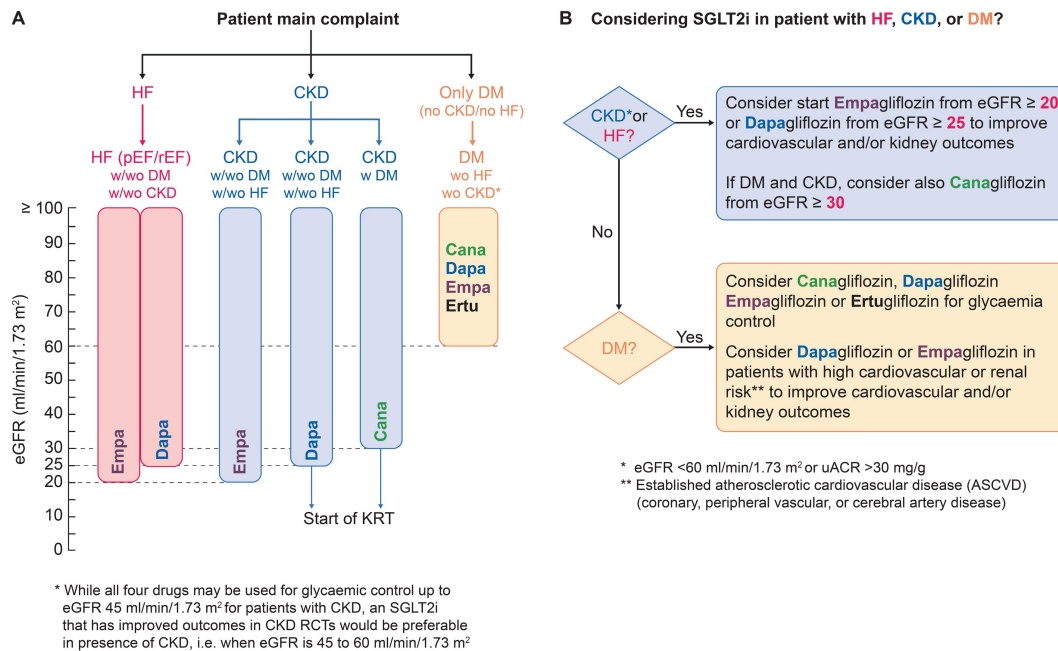 A
Patient main complaint
HF
CKD
Only DM
(no CKD/no HF)
HF (pEF/rEF)
w/wo DM
w/wo CKD
CKD
w/wo DM
w/wo HF
CKD
w/wo DM
w/wo HF
CKD
w DM
DM
wo HF
wo CKD*
eGFR (ml/min/1.73 m²)
≥
100
90
80
70
60
50
40
30
25
20
10
0
Empa
Dapa
Empa
Dapa
Cana
Cana
Dapa
Empa
Ertu
Start of KRT
* While all four drugs may be used for glycaemic control up to
eGFR 45 ml/min/1.73 m² for patients with CKD, an SGLT2i
that has improved outcomes in CKD RCTs would be preferable
in presence of CKD, i.e. when eGFR is 45 to 60 ml/min/1.73 m²
B
Considering SGLT2i in patient with HF, CKD, or DM?
CKD*or
HF?
Yes
Consider start Empagliflozin from eGFR ≥ 20
or Dapagliflozin from eGFR ≥ 25 to improve
cardiovascular and/or kidney outcomes
If DM and CKD, consider also Canagliflozin
from eGFR ≥ 30
No
DM?
Yes
Consider Canagliflozin, Dapagliflozin
Empagliflozin or Ertugliflozin for glycaemia
control
Consider Dapagliflozin or Empagliflozin in
patients with high cardiovascular or renal
risk** to improve cardiovascular and/or
kidney outcomes
* eGFR <60 ml/min/1.73 m² or uACR >30 mg/g
** Established atherosclerotic cardiovascular disease (ASCVD)
(coronary, peripheral vascular, or cerebral artery disease)